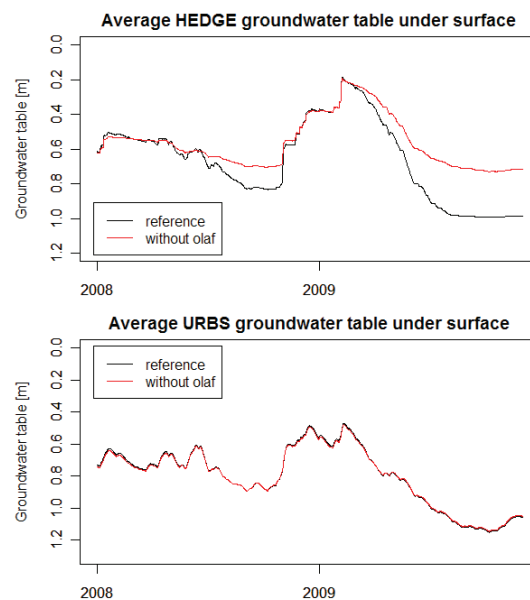 Average HEDGE groundwater table under surface
Groundwater table [m]
0.0
0.2
0.4
0.6
0.8
1.0
1.2
reference
without olaf
2008
2009
Average URBS groundwater table under surface
Groundwater table [m]
0.0
0.2
0.4
0.6
0.8
1.0
1.2
reference
without olaf
2008
2009